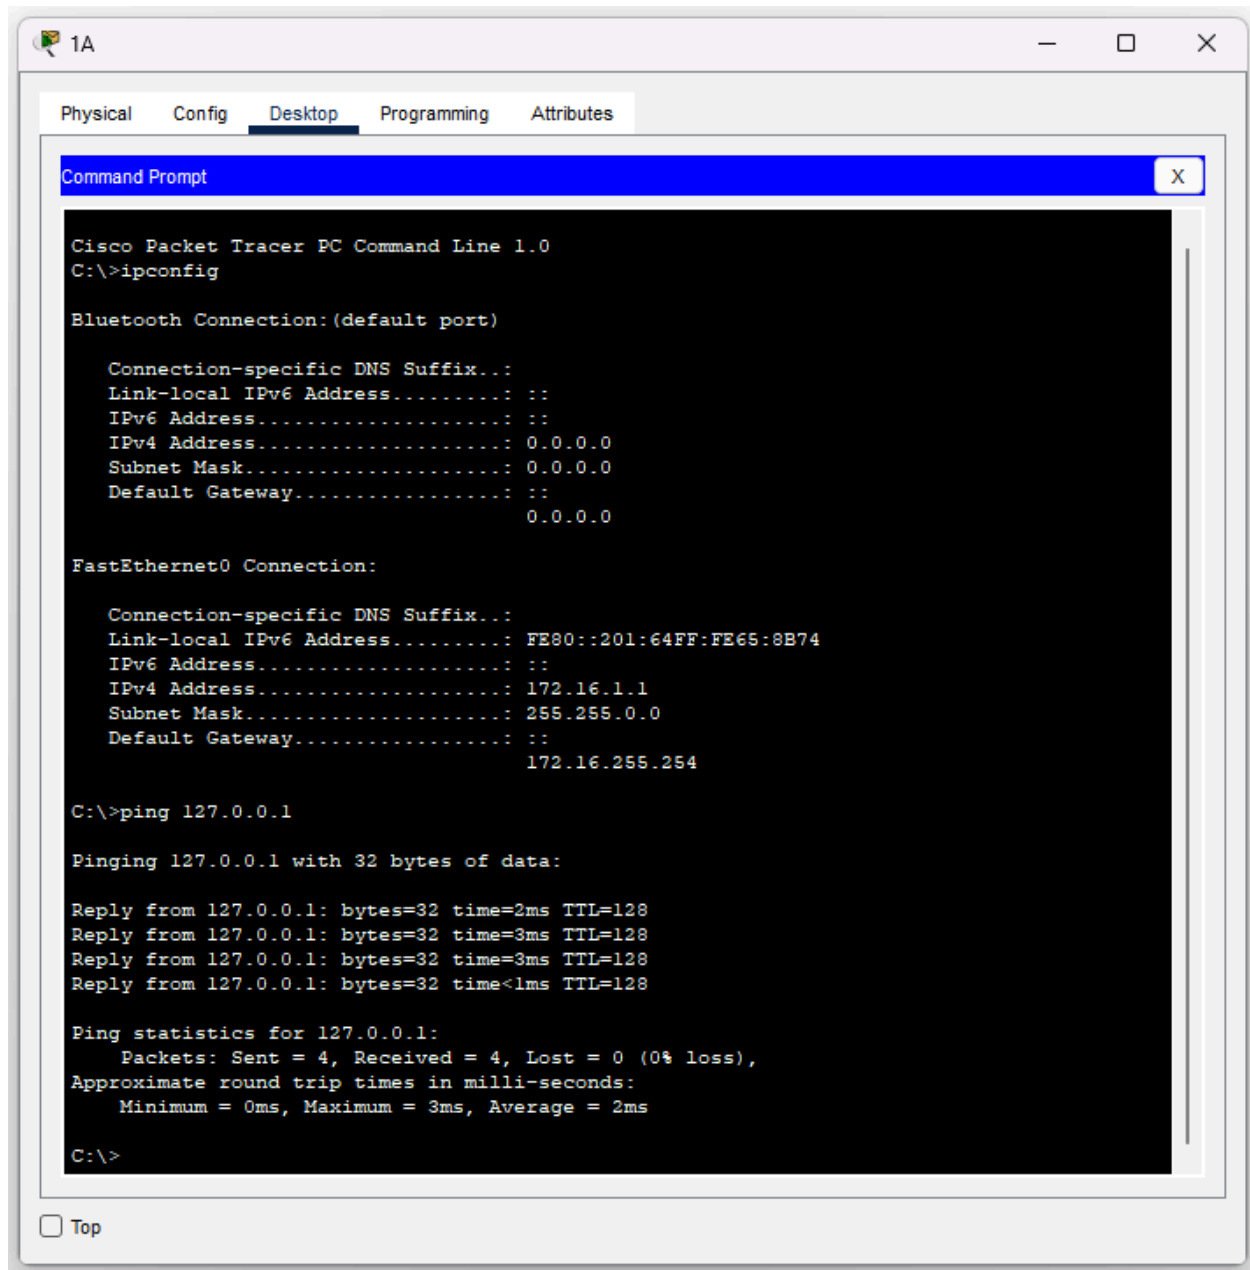 1A
Physical Config Desktop Programming Attributes
Command Prompt
X
Cisco Packet Tracer PC Command Line 1.0
C:\>ipconfig
Bluetooth Connection:(default port)
Connection-specific DNS Suffix..:
Link-local IPv6 Address.........: ::
IPv6 Address....................: ::
IPv4 Address....................: 0.0.0.0
Subnet Mask.....................: 0.0.0.0
Default Gateway.................: ::
0.0.0.0
FastEthernet0 Connection:
Connection-specific DNS Suffix..:
Link-local IPv6 Address.........: FE80::201:64FF:FE65:8B74
IPv6 Address....................: ::
IPv4 Address....................: 172.16.1.1
Subnet Mask.....................: 255.255.0.0
Default Gateway.................: ::
172.16.255.254
C:\>ping 127.0.0.1
Pinging 127.0.0.1 with 32 bytes of data:
Reply from 127.0.0.1: bytes=32 time=2ms TTL=128
Reply from 127.0.0.1: bytes=32 time=3ms TTL=128
Reply from 127.0.0.1: bytes=32 time=3ms TTL=128
Reply from 127.0.0.1: bytes=32 time<1ms TTL=128
Ping statistics for 127.0.0.1:
Packets: Sent = 4, Received = 4, Lost = 0 (0% loss),
Approximate round trip times in milli-seconds:
Minimum = 0ms, Maximum = 3ms, Average = 2ms
C:\>
Top